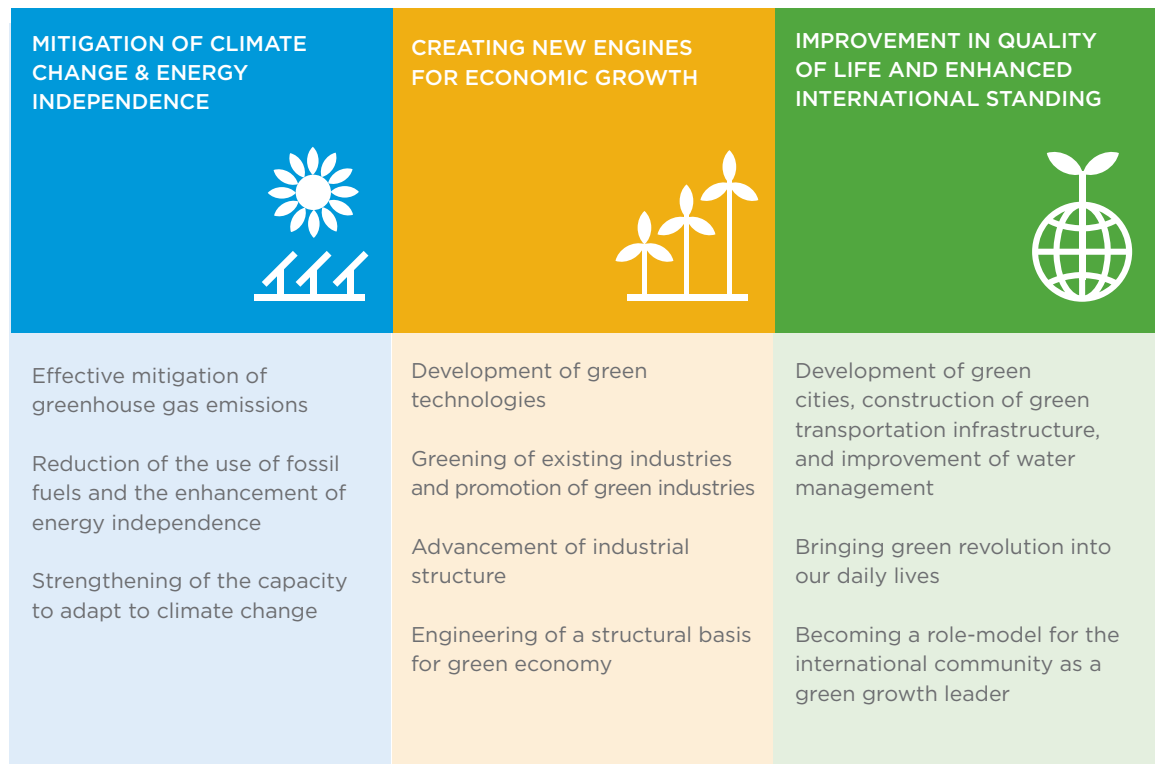 MITIGATION OF CLIMATE
CHANGE & ENERGY
INDEPENDENCE
Effective mitigation of
greenhouse gas emissions
Reduction of the use of fossil
fuels and the enhancement of
energy independence
Strengthening of the capacity
to adapt to climate change
CREATING NEW ENGINES
FOR ECONOMIC GROWTH
Development of green
technologies
Greening of existing industries
and promotion of green industries
Advancement of industrial
structure
Engineering of a structural basis
for green economy
IMPROVEMENT IN QUALITY
OF LIFE AND ENHANCED
INTERNATIONAL STANDING
Development of green
cities, construction of green
transportation infrastructure,
and improvement of water
management
Bringing green revolution into
our daily lives
Becoming a role-model for the
international community as a
green growth leader